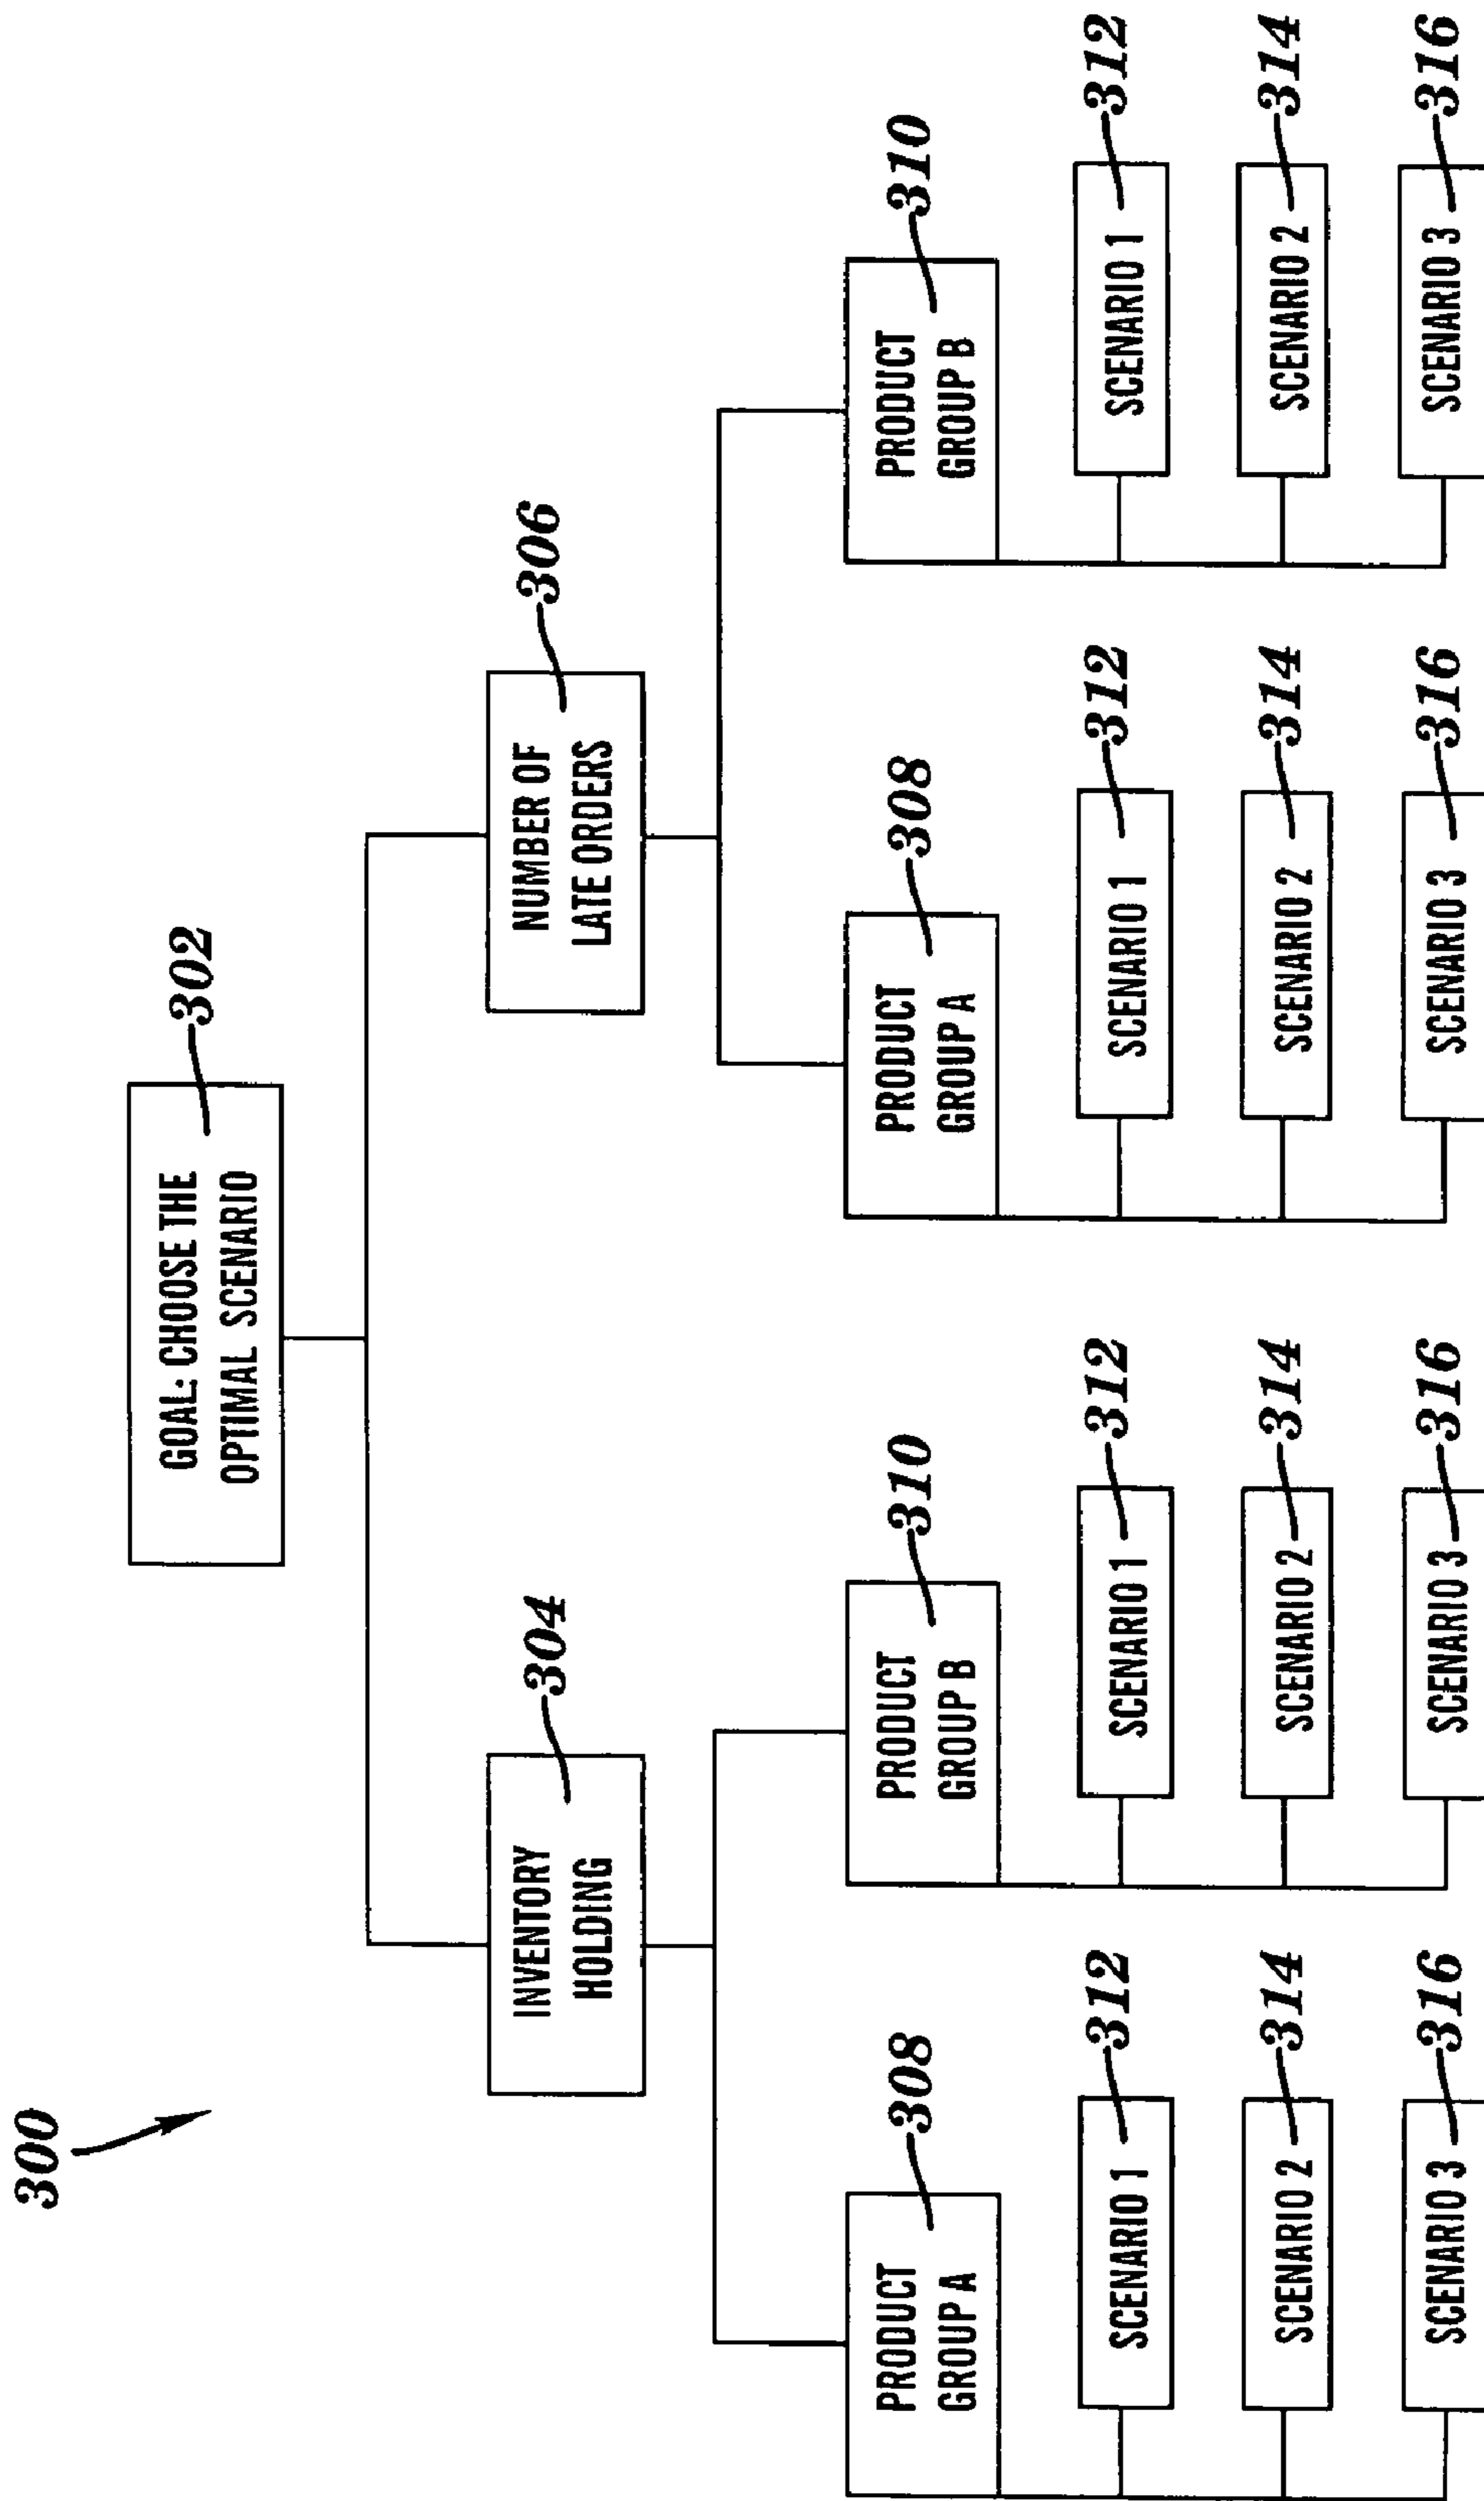 300
GOAL: CHOOSE THE
OPTIMAL SCENARIO
302
INVENTORY
HOLDING
304
NUMBER OF
LATE ORDERS
306
PRODUCT
GROUP A
308
PRODUCT
GROUP B
310
PRODUCT
GROUP A
308
PRODUCT
GROUP B
310
SCENARIO 1
312
SCENARIO 1
312
SCENARIO 1
312
SCENARIO 1
312
SCENARIO 2
314
SCENARIO 2
314
SCENARIO 2
314
SCENARIO 2
314
SCENARIO 3
316
SCENARIO 3
316
SCENARIO 3
316
SCENARIO 3
316